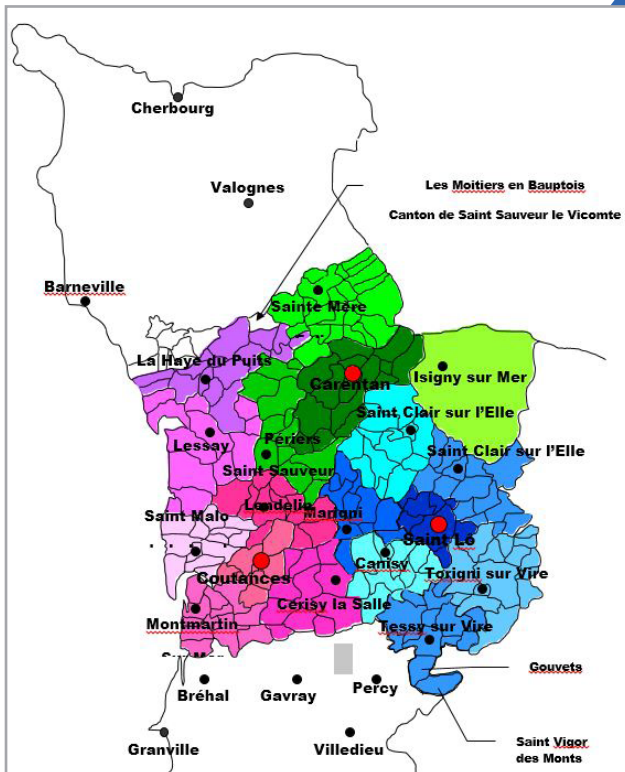 Cherbourg
Les Moitiers en Bauptois
Valognes
Canton de Saint Sauveur le Vicomte
Barneville
Sainte Mère
La Haye du Puits
Carentan
Isigny sur Mer
Saint Clair sur l’Elle
Lessay
Périers
Saint Clair sur l’Elle
Saint Sauveur
Lendelin
Marigni
Saint Malo
Saint Lô
Canisy
Coutances
Torigni sur Vire
Cérisy la Salle
Montmartin
Tessy sur Vire
Sur Mer
Gouvets
Bréhal
Gavray
Percy
Granville
Villedieu
Saint Vigor
des Monts